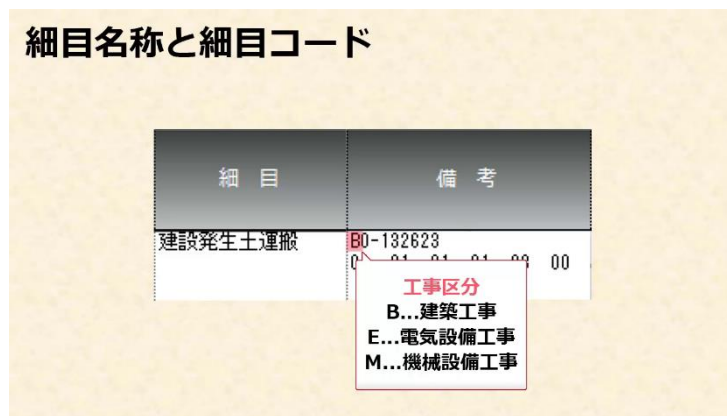 細目名称と細目コード
細 目
備 考
建設発生土運搬
B0-132623
00
工事区分
B...建築工事
E...電気設備工事
M...機械設備工事